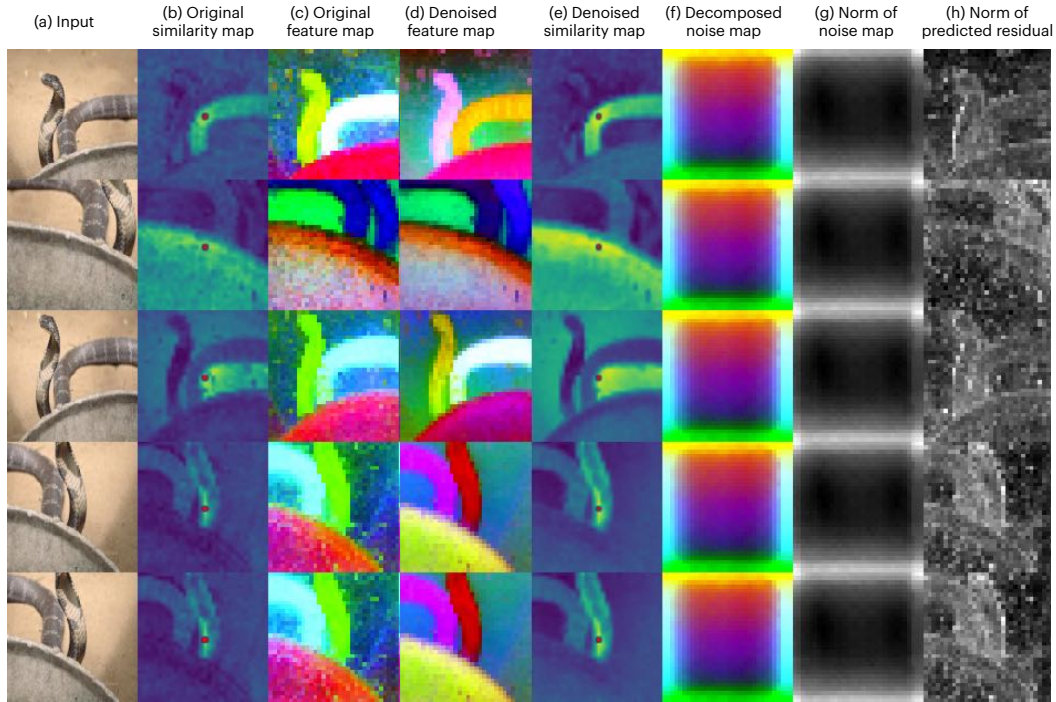 (a) Input
(b) Original
similarity map
(c) Original
feature map
(d) Denoised
feature map
(e) Denoised
similarity map
(f) Decomposed
noise map
(g) Norm of
noise map
(h) Norm of
predicted residual